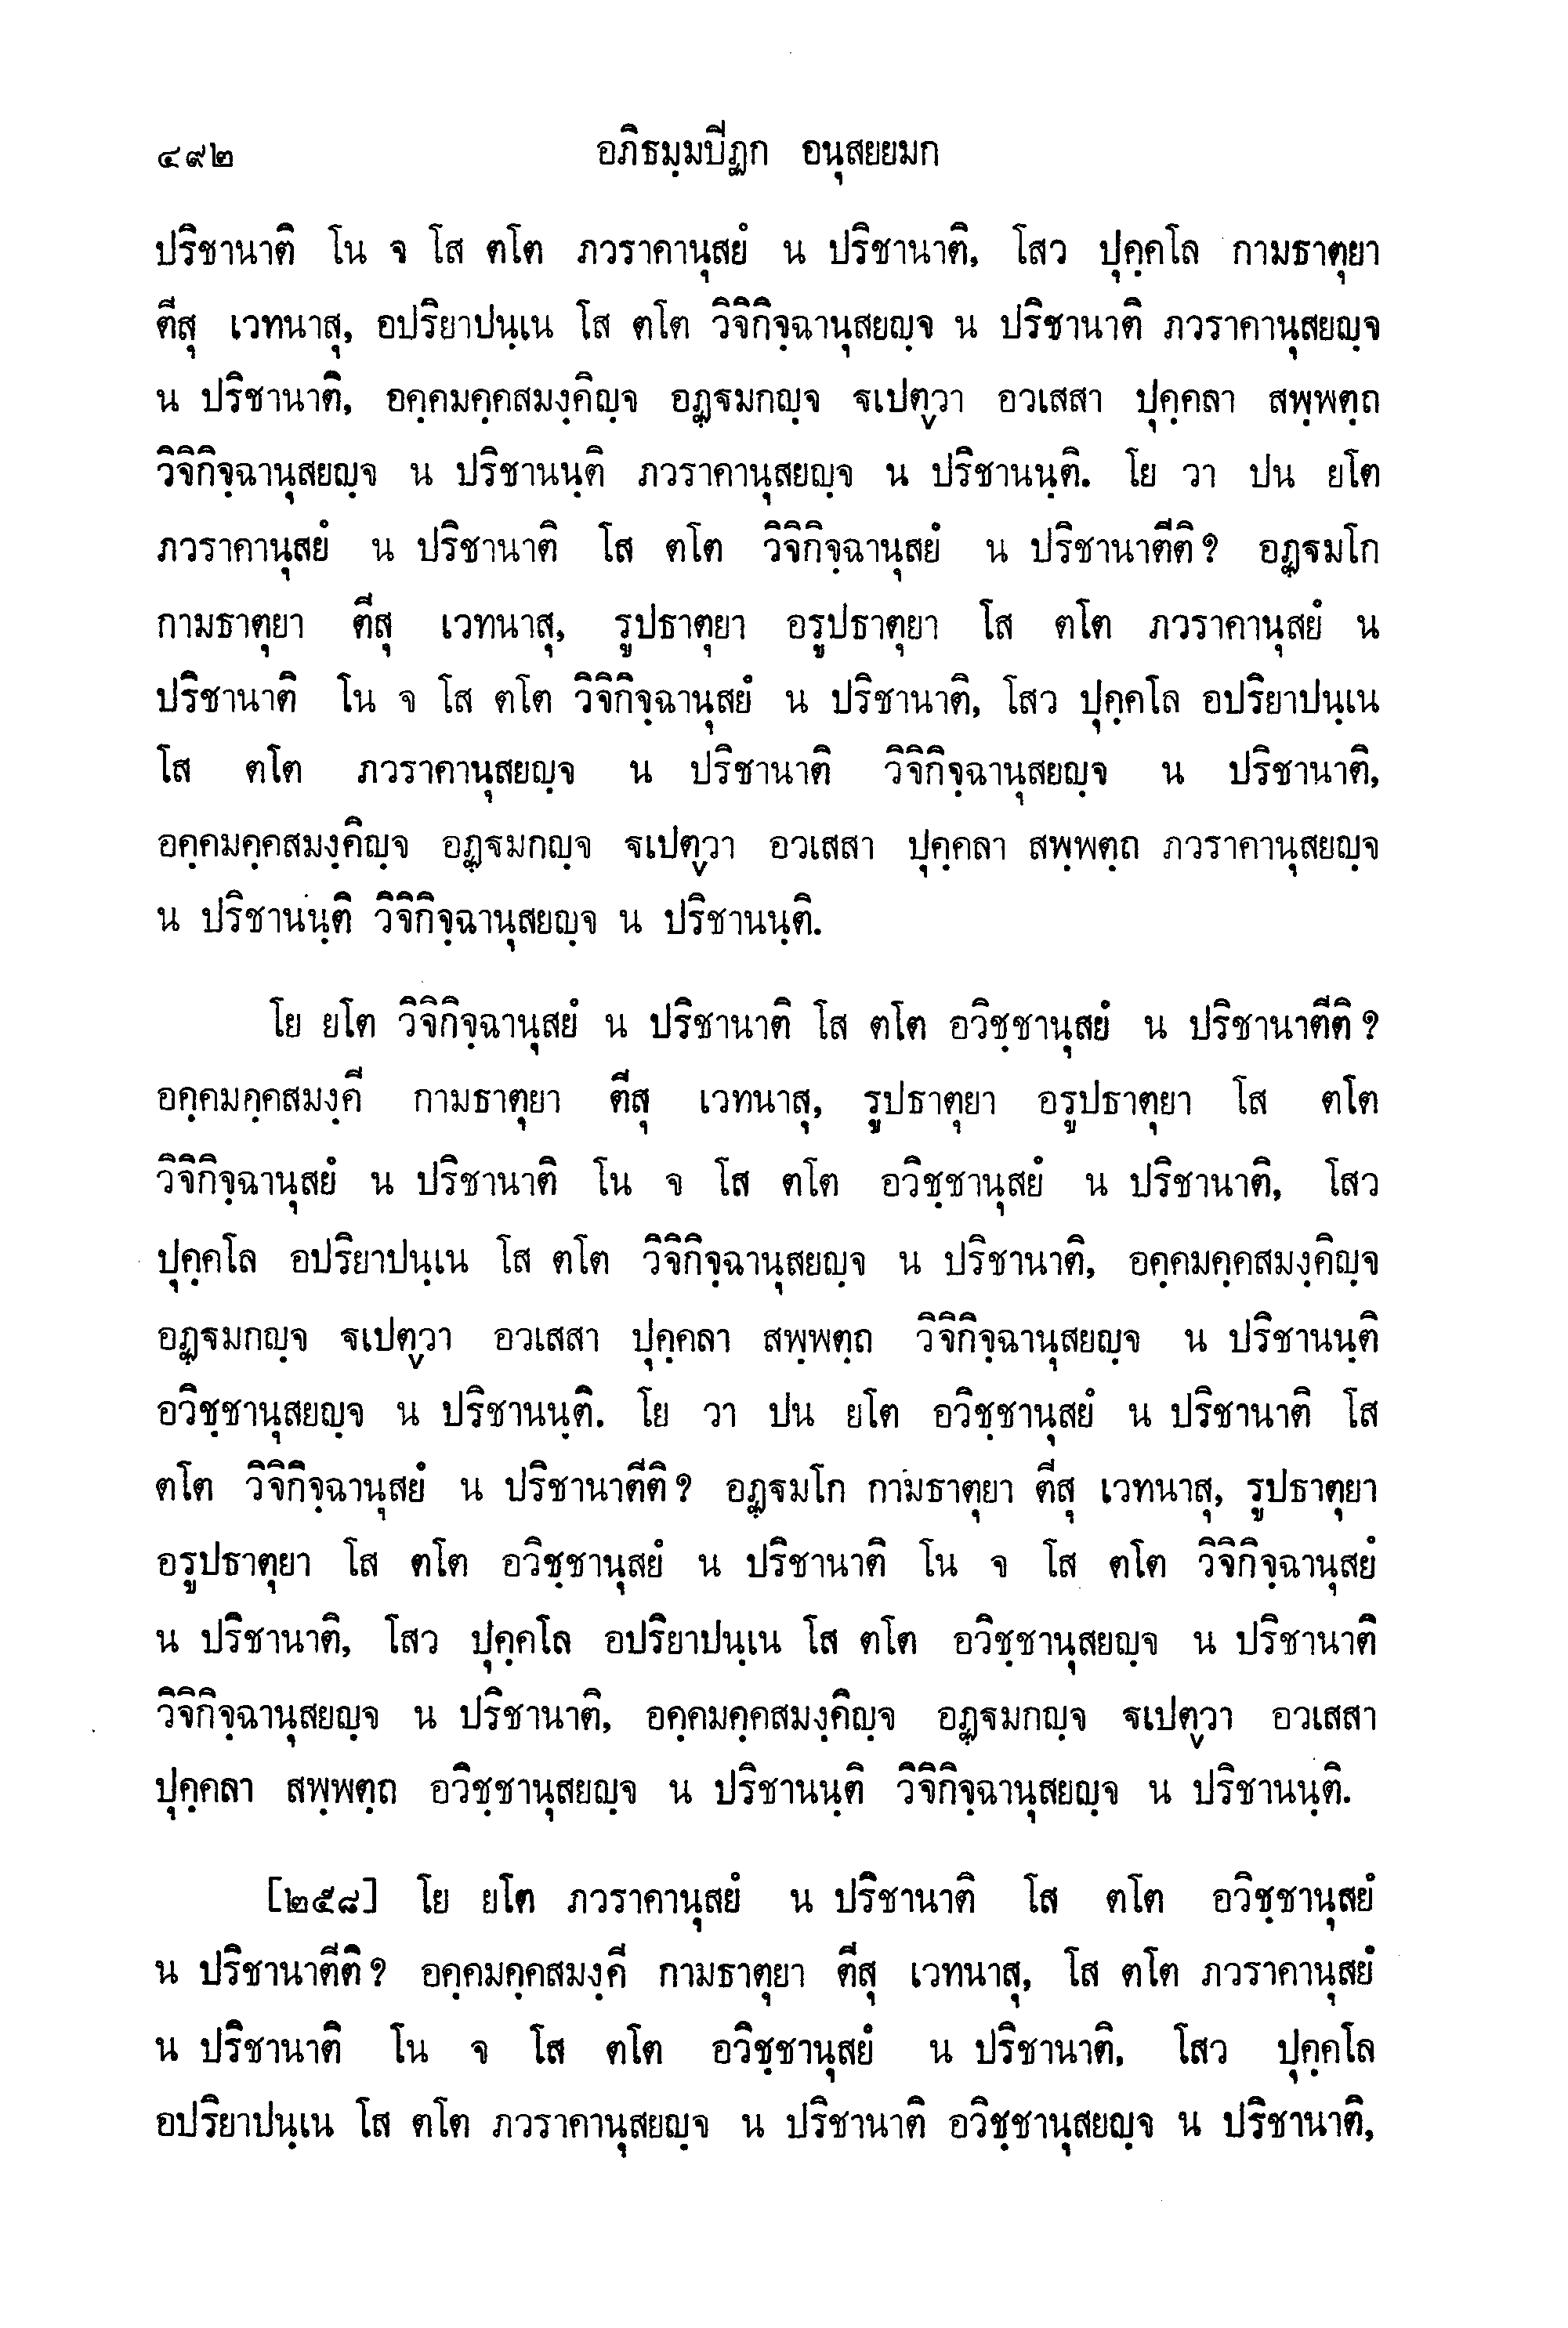 ๔๙๒ อภิธมฺมปีฏก อนุสยยมก
ปริชานาติ โน จ โส ตโต ภวราคานุสยํ น ปริชานาติ, โสว ปุคฺคโล กามธาตุยา
ตีสุ เวทนาสุ, อปริยาปนฺเน โส ตโต วิจิกิจฺฉานุสยญฺจ น ปริชานาติ ภวราคานุสยญฺจ
น ปริชานาติ, อคฺคมคฺคสมงฺคิญฺจ อฏฺฐมกญฺจ ฐเปตฺวา อวเสสา ปุคฺคลา สพฺพตฺถ
วิจิกิจฺฉานุสยญฺจ น ปริชานนฺติ ภวราคานุสยญฺจ น ปริชานนฺติ. โย วา ปน ยโต
ภวราคานุสยํ น ปริชานาติ โส ตโต วิจิกิจฺฉานุสยํ น ปริชานาตีติ? อฏฺฐมโก
กามธาตุยา ตีสุ เวทนาสุ, รูปธาตุยา อรูปธาตุยา โส ตโต ภวราคานุสยํ น
ปริชานาติ โน จ โส ตโต วิจิกิจฺฉานุสยํ น ปริชานาติ, โสว ปุคฺคโล อปริยาปนฺเน
โส ตโต ภวราคานุสยญฺจ น ปริชานาติ วิจิกิจฺฉานุสยญฺจ น ปริชานาติ,
อคฺคมคฺคสมงฺคิญฺจ อฏฺฐมกญฺจ ฐเปตฺวา อวเสสา ปุคฺคลา สพฺพตฺถ ภวราคานุสยญฺจ
น ปริชานนฺติ วิจิกิจฺฉานุสยญฺจ น ปริชานนฺติ.
โย ยโต วิจิกิจฺฉานุสยํ น ปริชานาติ โส ตโต อวิชฺชานุสยํ น ปริชานาตีติ?
อคฺคมคฺคสมงฺคี กามธาตุยา ตีสุ เวทนาสุ, รูปธาตุยา อรูปธาตุยา โส ตโต
วิจิกิจฺฉานุสยํ น ปริชานาติ โน จ โส ตโต อวิชฺชานุสยํ น ปริชานาติ, โสว
ปุคฺคโล อปริยาปนฺเน โส ตโต วิจิกิจฺฉานุสยญฺจ น ปริชานาติ, อคฺคมคฺคสมงฺคิญฺจ
อฏฺฐมกญฺจ ฐเปตฺวา อวเสสา ปุคฺคลา สพฺพตฺถ วิจิกิจฺฉานุสยญฺจ น ปริชานนฺติ
อวิชฺชานุสยญฺจ น ปริชานนฺติ. โย วา ปน ยโต อวิชฺชานุสยํ น ปริชานาติ โส
ตโต วิจิกิจฺฉานุสยํ น ปริชานาตีติ? อฏฺฐมโก กามธาตุยา ตีสุ เวทนาสุ, รูปธาตุยา
อรูปธาตุยา โส ตโต อวิชฺชานุสยํ น ปริชานาติ โน จ โส ตโต วิจิกิจฺฉานุสยํ
น ปริชานาติ, โสว ปุคฺคโล อปริยาปนฺเน โส ตโต อวิชฺชานุสยญฺจ น ปริชานาติ
วิจิกิจฺฉานุสยญฺจ น ปริชานาติ, อคฺคมคฺคสมงฺคิญฺจ อฏฺฐมกญฺจ ฐเปตฺวา อวเสสา
ปุคฺคลา สพฺพตฺถ อวิชฺชานุสยญฺจ น ปริชานนฺติ วิจิกิจฺฉานุสยญฺจ น ปริชานนฺติ.
[๒๕๘] โย ยโต ภวราคานุสยํ น ปริชานาติ โส ตโต อวิชฺชานุสยํ
น ปริชานาตีติ? อคฺคมคฺคสมงฺคี กามธาตุยา ตีสุ เวทนาสุ, โส ตโต ภวราคานุสยํ
น ปริชานาติ โน จ โส ตโต อวิชฺชานุสยํ น ปริชานาติ, โสว ปุคฺคโล
อปริยาปนฺเน โส ตโต ภวราคานุสยญฺจ น ปริชานาติ อวิชฺชานุสยญฺจ น ปริชานาติ,